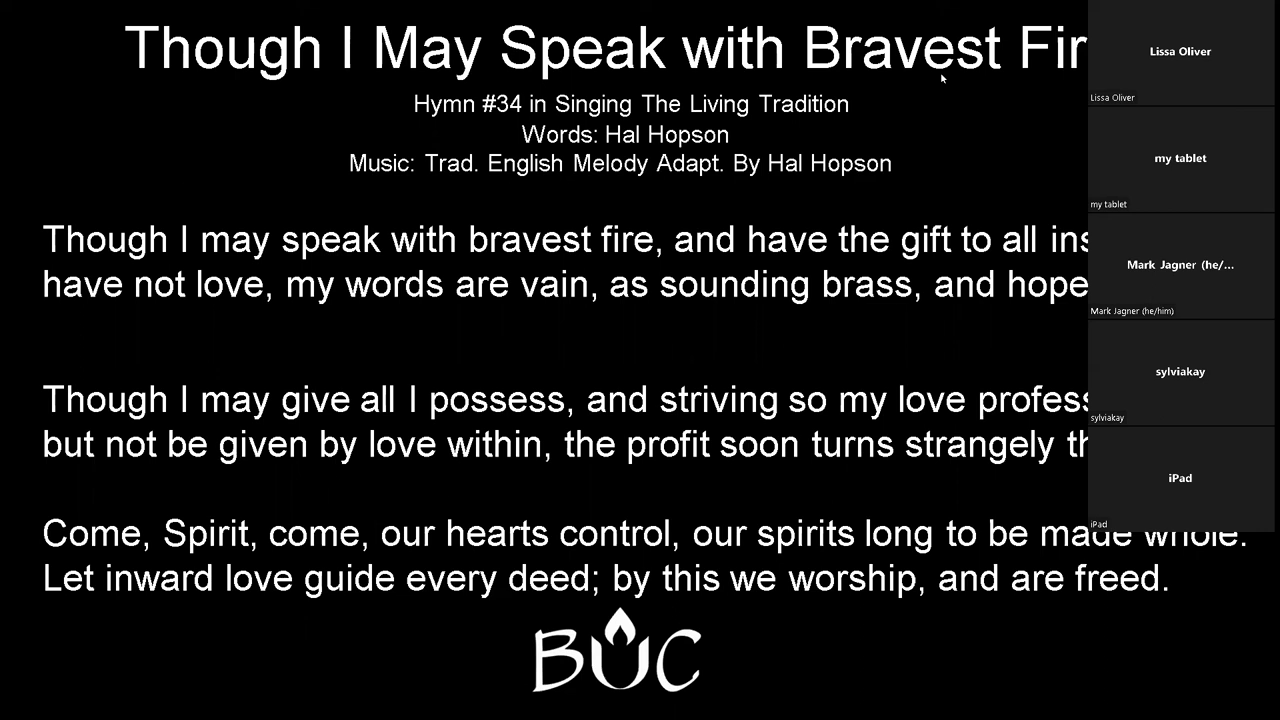 Though I May Speak with Bravest Fir
Hymn #34 in Singing The Living Tradition
Words: Hal Hopson
Music: Trad. English Melody Adapt. By Hal Hopson
Though I may speak with bravest fire, and have the gift to all ins
have not love, my words are vain, as sounding brass, and hope
Though I may give all I possess, and striving so my love profess
but not be given by love within, the profit soon turns strangely th
Come, Spirit, come, our hearts control, our spirits long to be made whole.
Let inward love guide every deed; by this we worship, and are freed.
BUC
Lissa Oliver
Lissa Oliver
my tablet
my tablet
Mark Jagner (he/...
Mark Jagner (he/him)
sylviakay
sylviakay
iPad
iPad